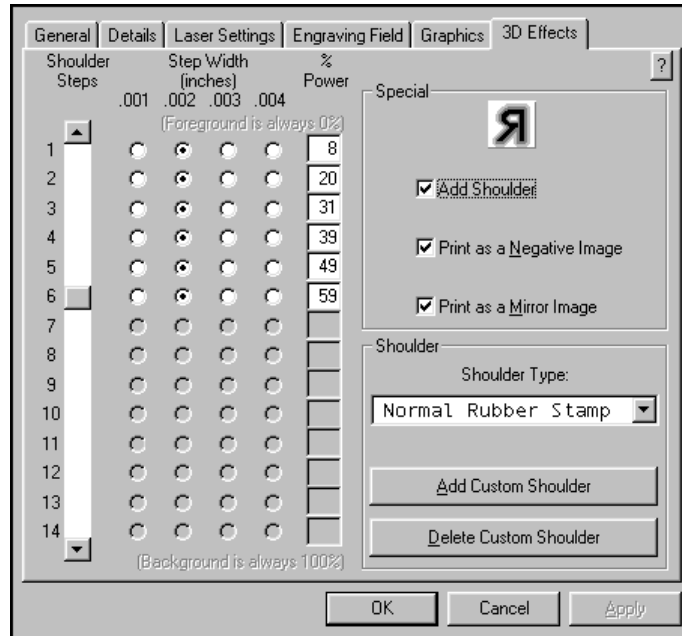 General Details Laser Settings Engraving Field Graphics 3D Effects
Shoulder Steps Step Width (inches) % Power
.001 .002 .003 .004
(Foreground is always 0%)
1 8
2 20
3 31
4 39
5 49
6 59
7
8
9
10
11
12
13
14
(Background is always 100%)
?
Special
R
Add Shoulder
Print as a Negative Image
Print as a Mirror Image
Shoulder
Shoulder Type:
Normal Rubber Stamp
Add Custom Shoulder
Delete Custom Shoulder
OK Cancel Apply